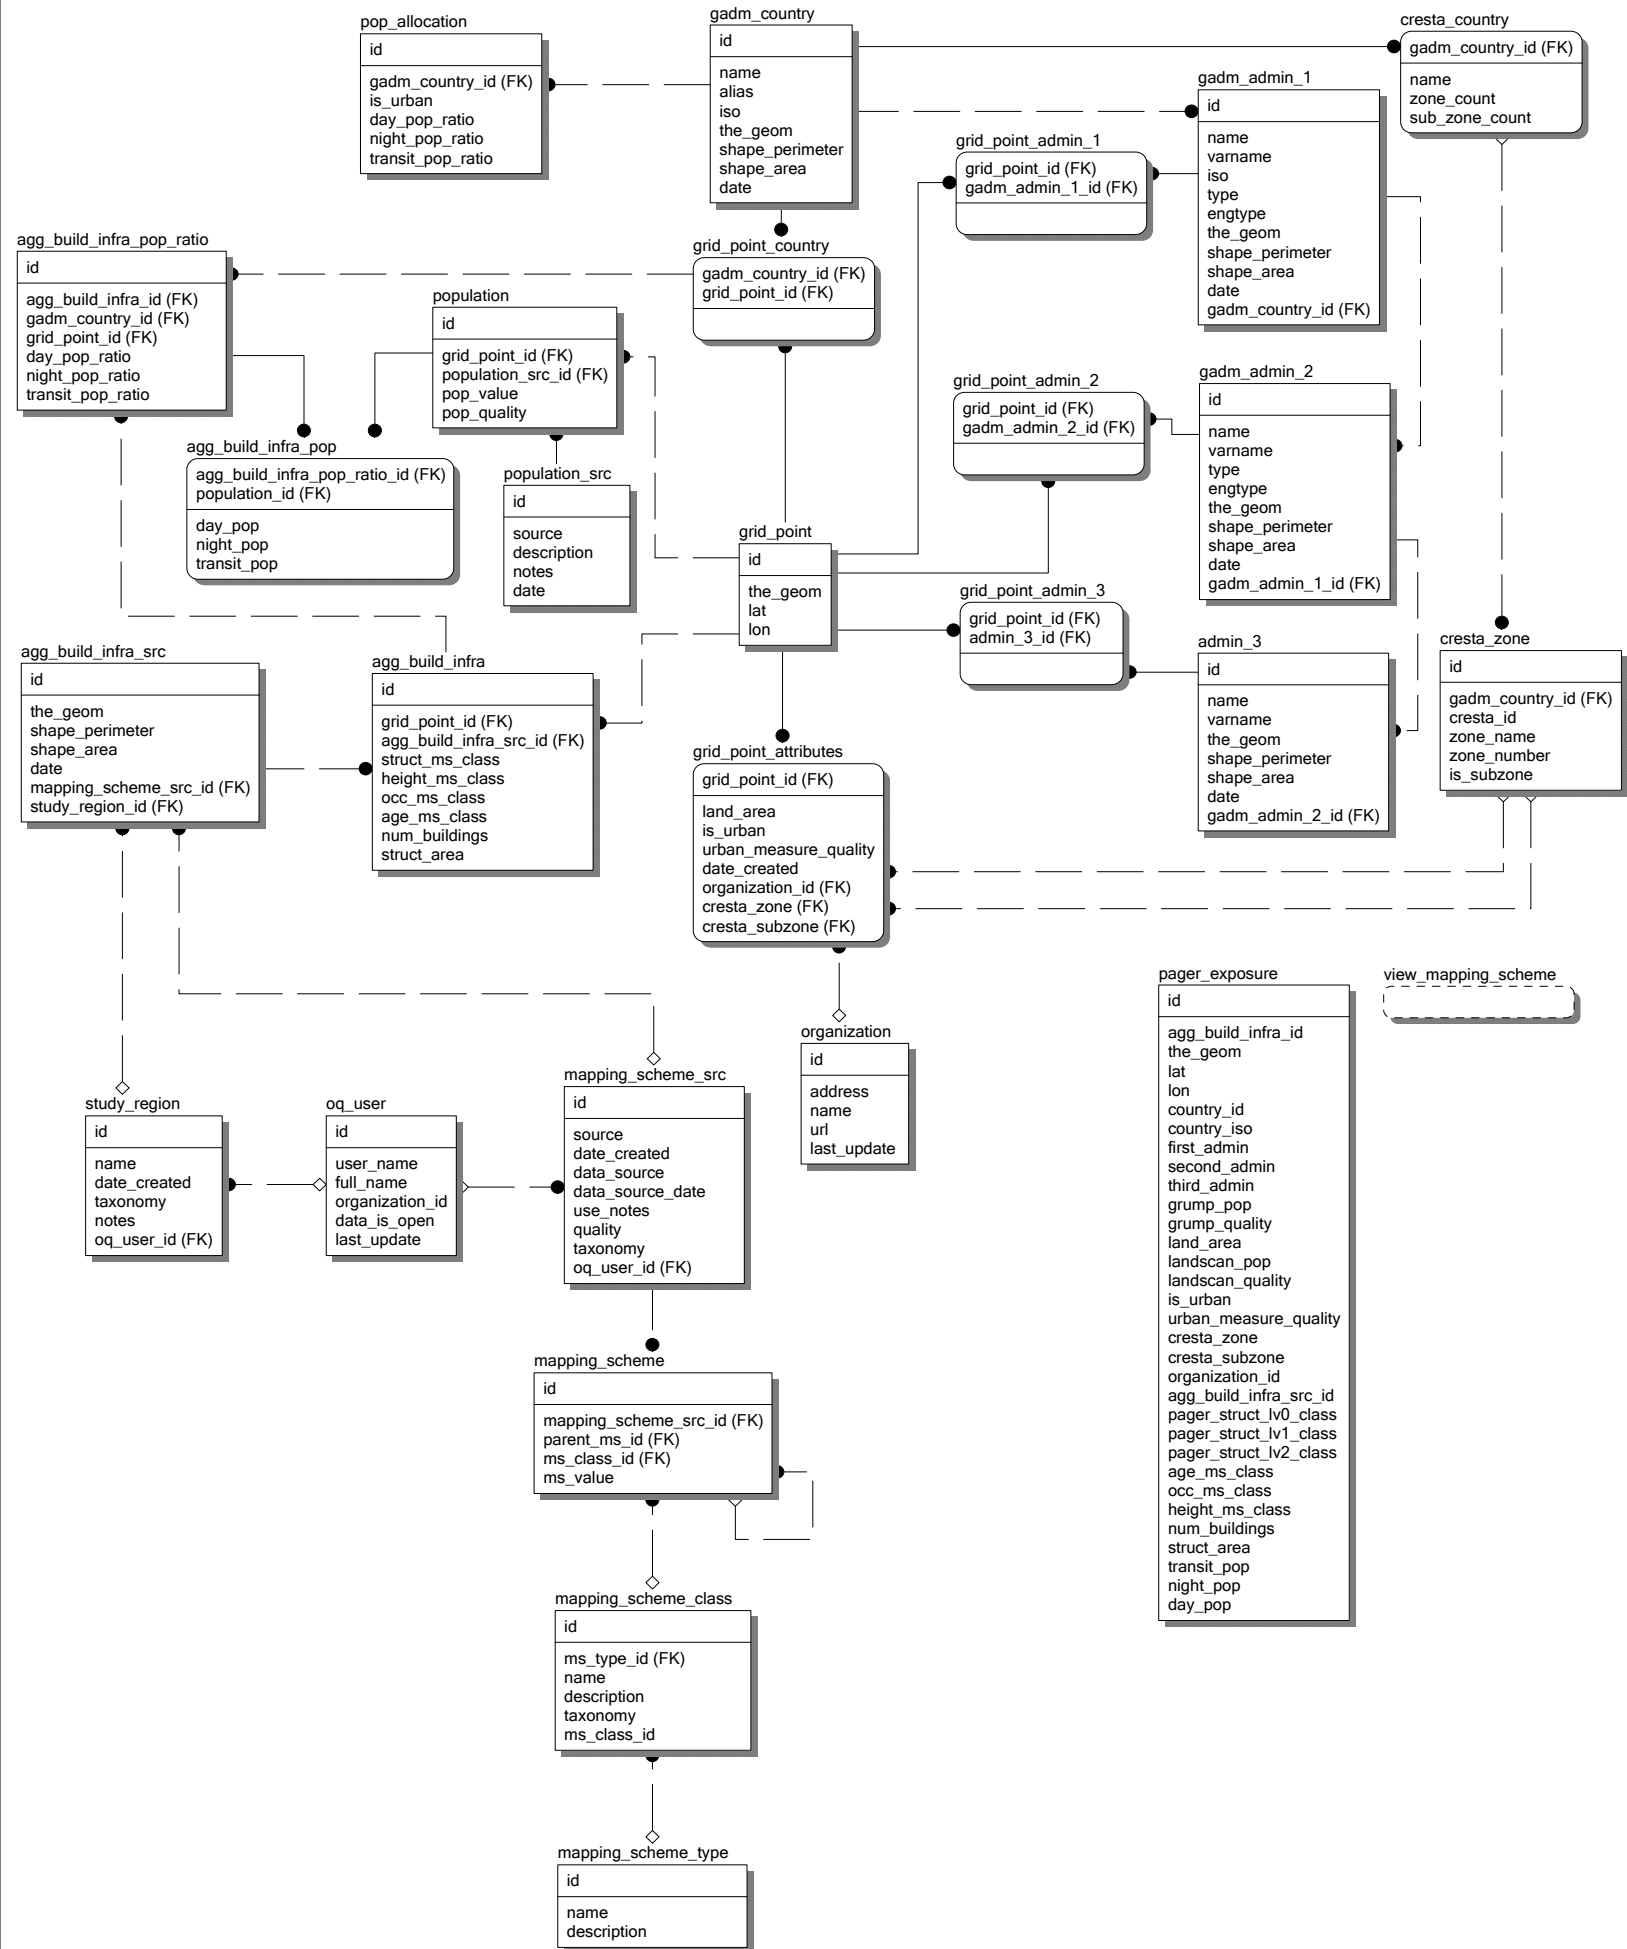 pop_allocation
id
gadm_country_id (FK)
is_urban
day_pop_ratio
night_pop_ratio
transit_pop_ratio
gadm_country
id
name
alias
iso
the_geom
shape_perimeter
shape_area
date
cresta_country
gadm_country_id (FK)
name
zone_count
sub_zone_count
gadm_admin_1
id
name
varname
iso
type
engtype
the_geom
shape_perimeter
shape_area
date
gadm_country_id (FK)
grid_point_admin_1
grid_point_id (FK)
gadm_admin_1_id (FK)
agg_build_infra_pop_ratio
id
agg_build_infra_id (FK)
gadm_country_id (FK)
grid_point_id (FK)
day_pop_ratio
night_pop_ratio
transit_pop_ratio
grid_point_country
gadm_country_id (FK)
grid_point_id (FK)
population
id
grid_point_id (FK)
population_src_id (FK)
pop_value
pop_quality
grid_point_admin_2
grid_point_id (FK)
gadm_admin_2_id (FK)
gadm_admin_2
id
name
varname
type
engtype
the_geom
shape_perimeter
shape_area
date
gadm_admin_1_id (FK)
agg_build_infra_pop
agg_build_infra_pop_ratio_id (FK)
population_id (FK)
day_pop
night_pop
transit_pop
population_src
id
source
description
notes
date
grid_point
id
the_geom
lat
lon
grid_point_admin_3
grid_point_id (FK)
admin_3_id (FK)
admin_3
id
name
varname
the_geom
shape_perimeter
shape_area
date
gadm_admin_2_id (FK)
cresta_zone
id
gadm_country_id (FK)
cresta_id
zone_name
zone_number
is_subzone
agg_build_infra_src
id
the_geom
shape_perimeter
shape_area
date
mapping_scheme_src_id (FK)
study_region_id (FK)
agg_build_infra
id
grid_point_id (FK)
agg_build_infra_src_id (FK)
struct_ms_class
height_ms_class
occ_ms_class
age_ms_class
num_buildings
struct_area
grid_point_attributes
grid_point_id (FK)
land_area
is_urban
urban_measure_quality
date_created
organization_id (FK)
cresta_zone (FK)
cresta_subzone (FK)
pager_exposure
id
agg_build_infra_id
the_geom
lat
lon
country_id
country_iso
first_admin
second_admin
third_admin
grump_pop
grump_quality
land_area
landscan_pop
landscan_quality
is_urban
urban_measure_quality
cresta_zone
cresta_subzone
organization_id
agg_build_infra_src_id
pager_struct_lv0_class
pager_struct_lv1_class
pager_struct_lv2_class
age_ms_class
occ_ms_class
height_ms_class
num_buildings
struct_area
transit_pop
night_pop
day_pop
view_mapping_scheme
organization
id
address
name
url
last_update
study_region
id
name
date_created
taxonomy
notes
oq_user_id (FK)
oq_user
id
user_name
full_name
organization_id
data_is_open
last_update
mapping_scheme_src
id
source
date_created
data_source
data_source_date
use_notes
quality
taxonomy
oq_user_id (FK)
mapping_scheme
id
mapping_scheme_src_id (FK)
parent_ms_id (FK)
ms_class_id (FK)
ms_value
mapping_scheme_class
id
ms_type_id (FK)
name
description
taxonomy
ms_class_id
mapping_scheme_type
id
name
description